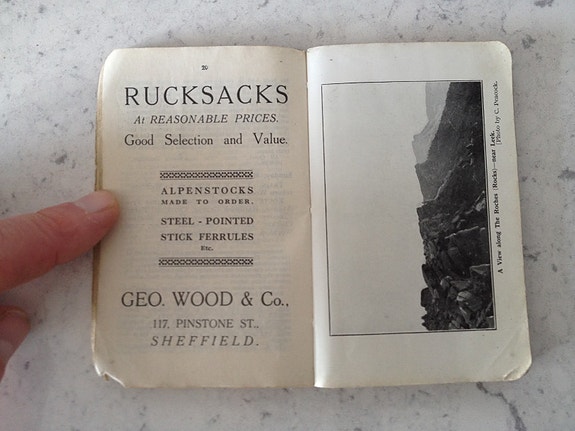 20
RUCKSACKS
At REASONABLE PRICES.
Good Selection and Value.
ALPENSTOCKS
MADE TO ORDER.
STEEL - POINTED
STICK FERRULES
Etc.
GEO. WOOD & Co.,
117, PINSTONE ST.,
SHEFFIELD.
A View along The Roches (Rocks)—near Leek.
[Photo by C. Peacock.